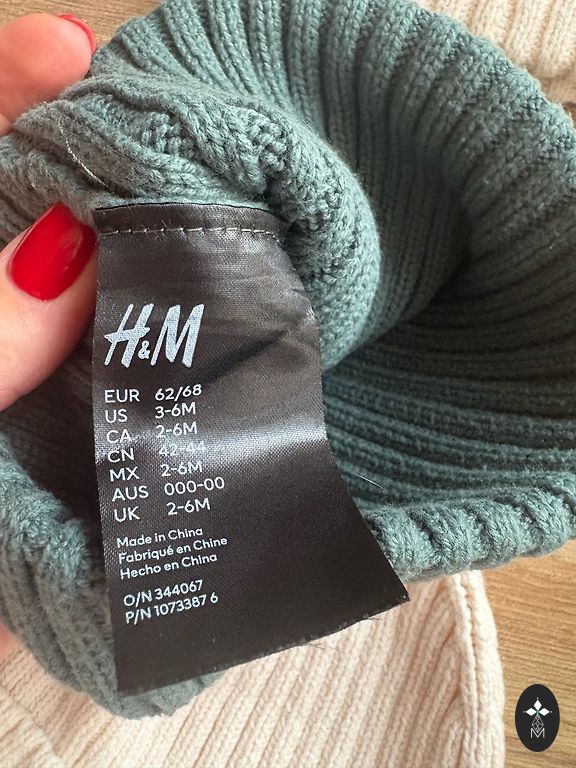 H&M
EUR 62/68
US 3-6M
CA 2-6M
CN 42-44
MX 2-6M
AUS 000-00
UK 2-6M
Made in China
Fabriqué en Chine
Hecho en China
O/N 344067
P/N 1073387 6
M